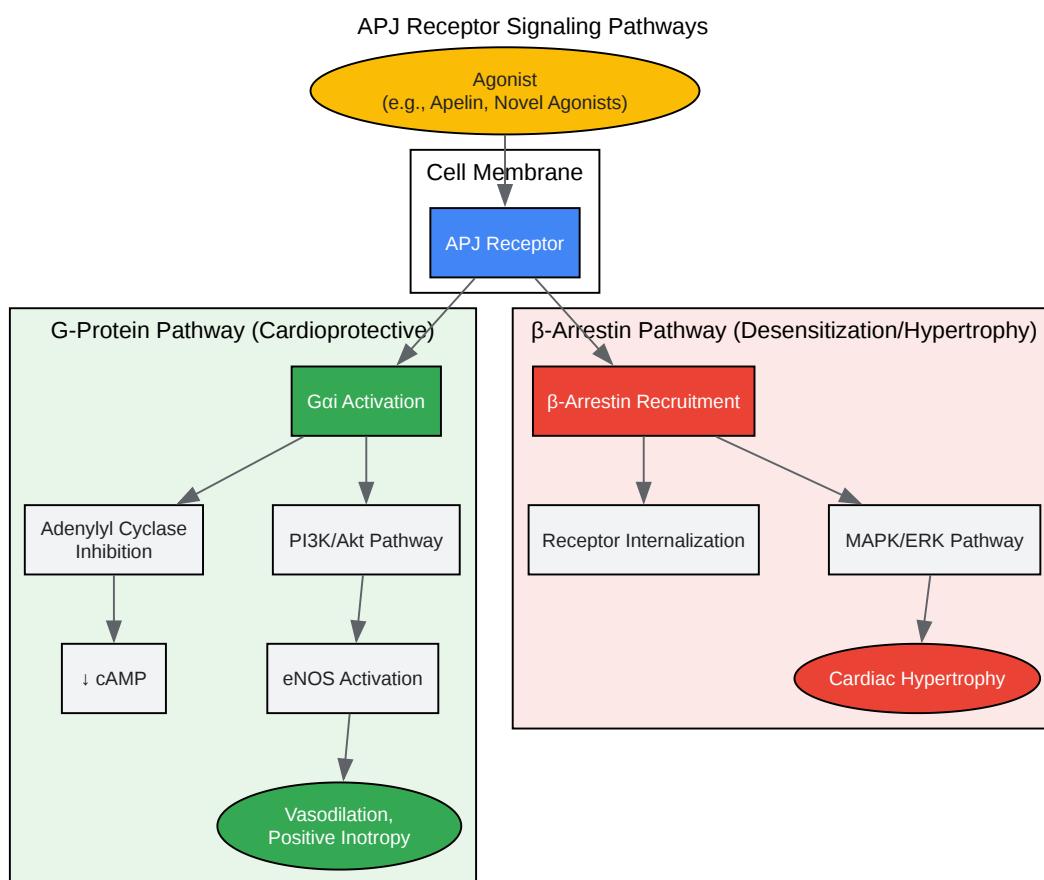 APJ Receptor Signaling Pathways
Agonist
(e.g., Apelin, Novel Agonists)
Cell Membrane
APJ Receptor
G-Protein Pathway (Cardioprotective)
β-Arrestin Pathway (Desensitization/Hypertrophy)
Gαi Activation
β-Arrestin Recruitment
Adenylyl Cyclase
Inhibition
PI3K/Akt Pathway
Receptor Internalization
MAPK/ERK Pathway
↓ cAMP
eNOS Activation
Cardiac Hypertrophy
Vasodilation,
Positive Inotropy